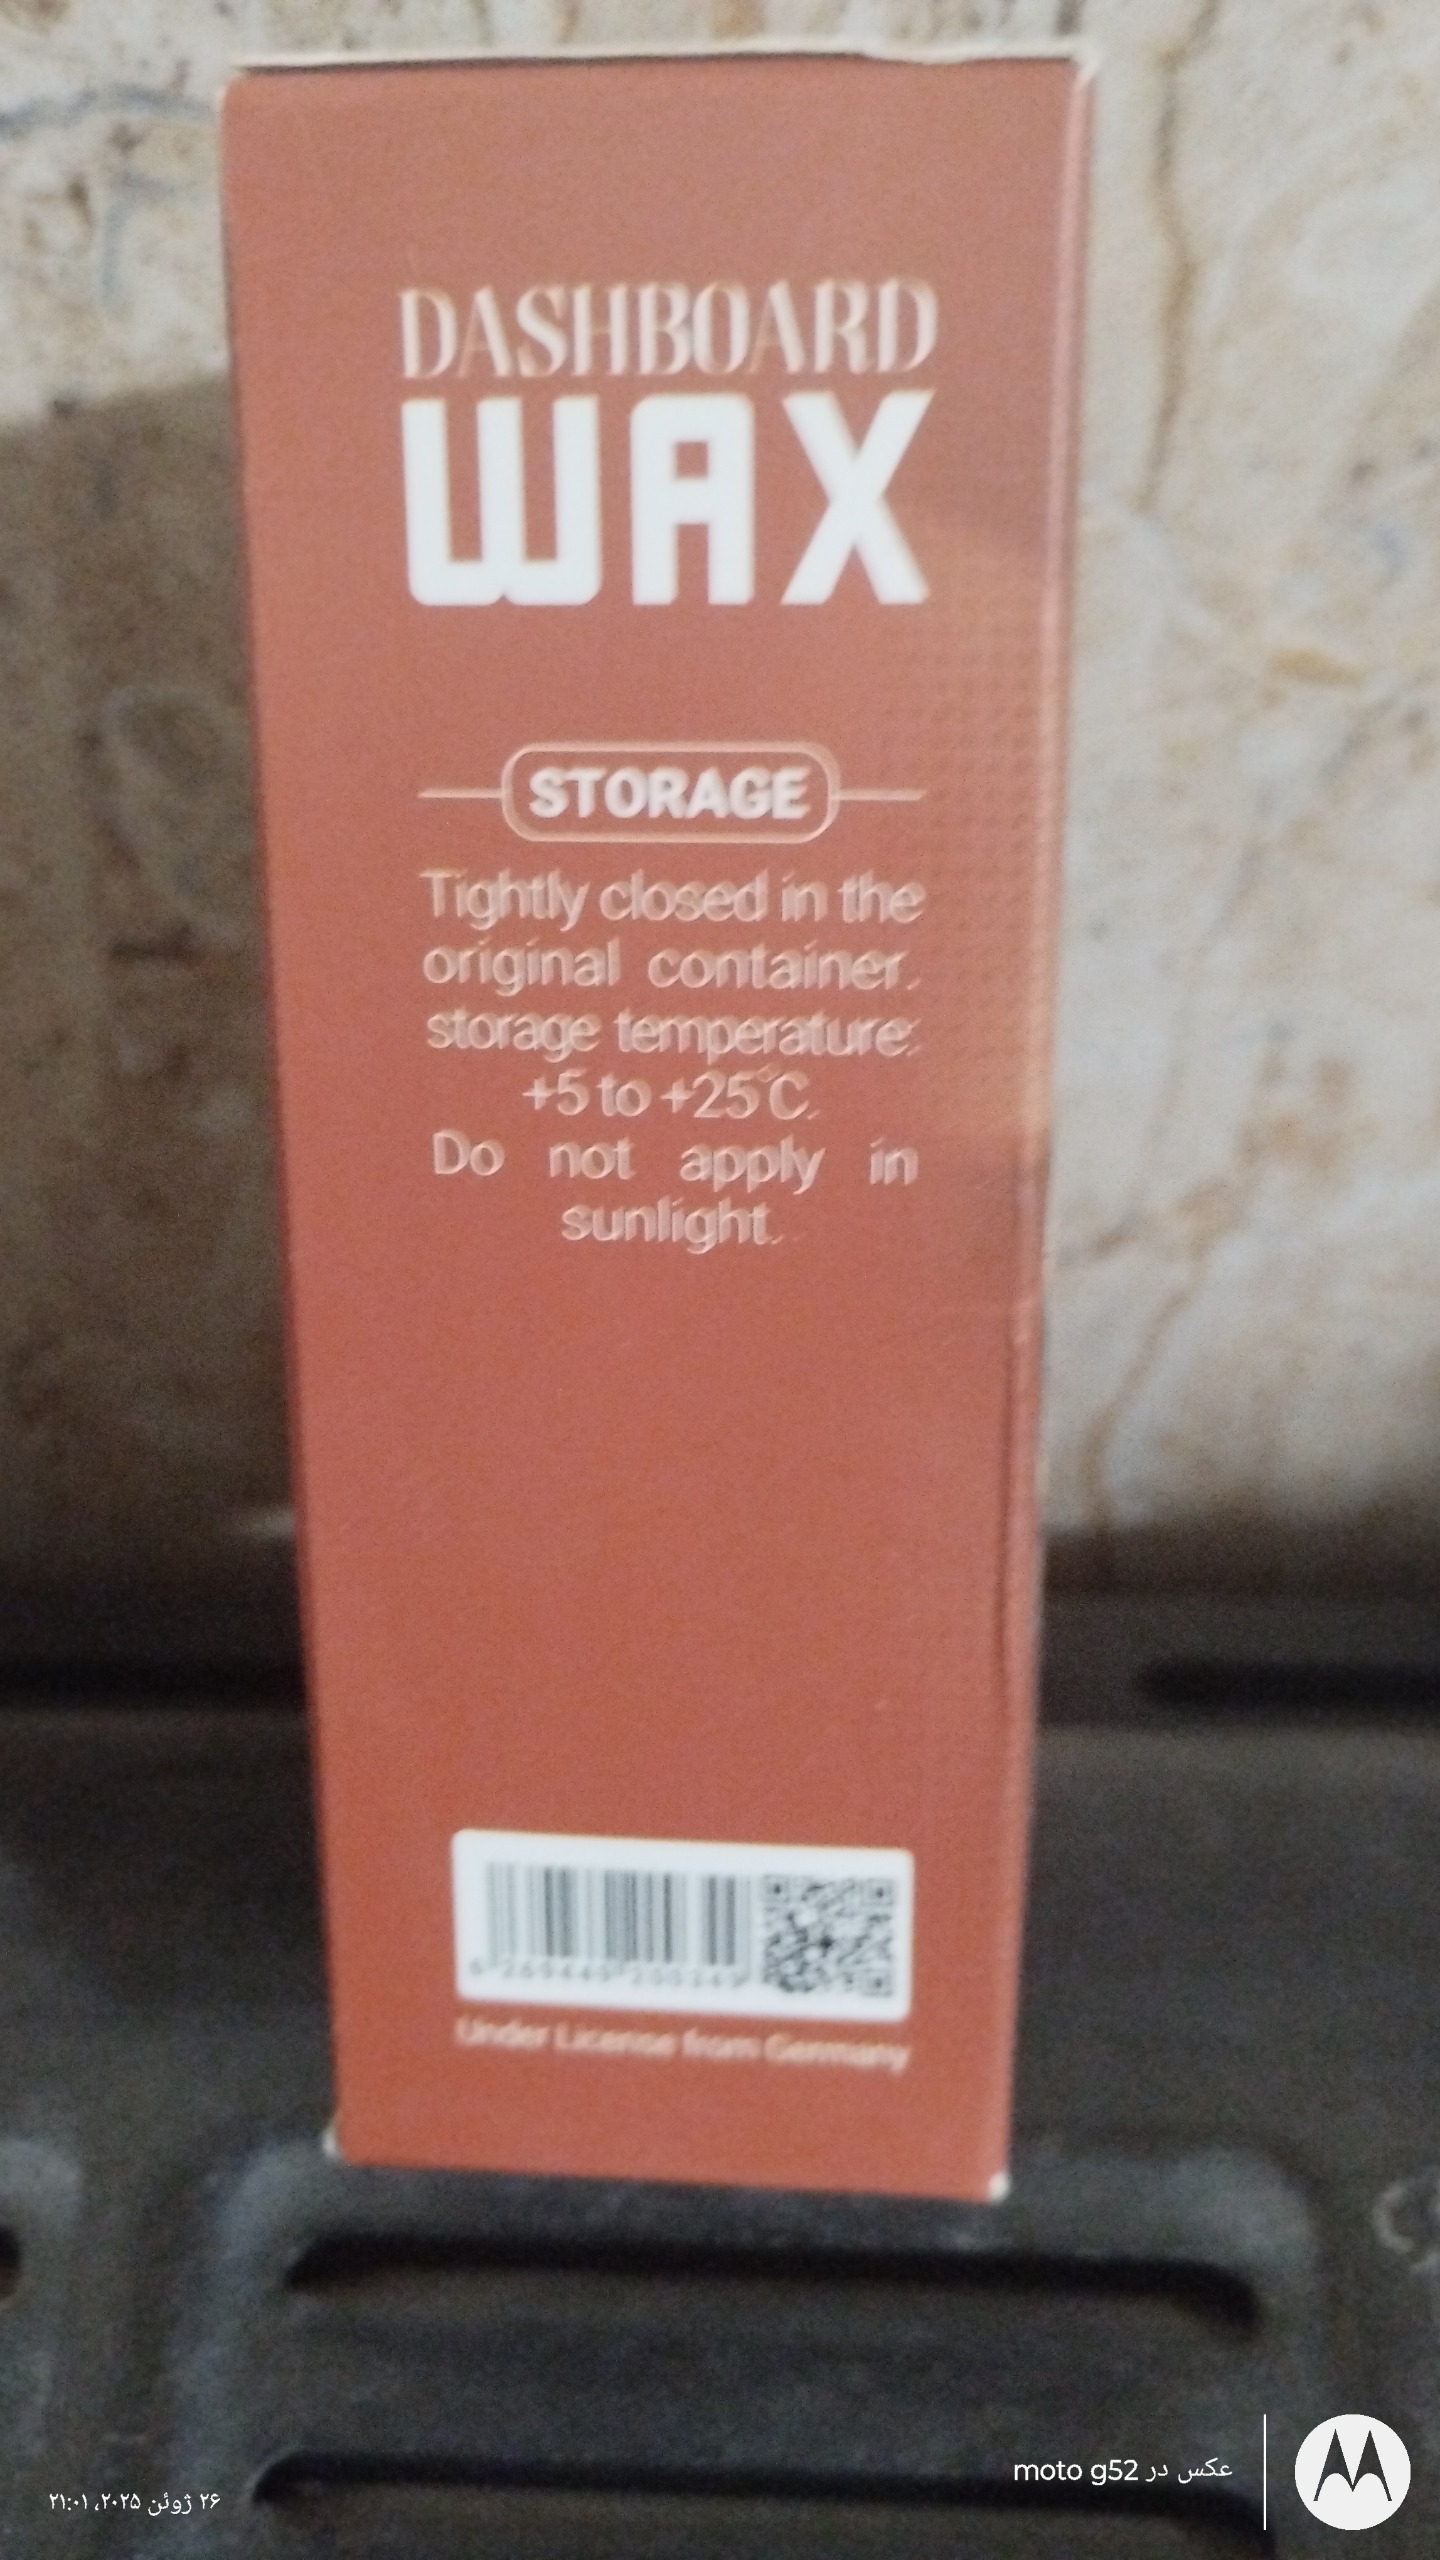 DASHBOARD
WAX
STORAGE
Tightly closed in the
original container.
storage temperature:
+5 to +25°C.
Do not apply in
sunlight.
Under License from Germany
عکس در moto g52
۲۶ ژوئن ۲۰۲۵، ۲۱:۰۱